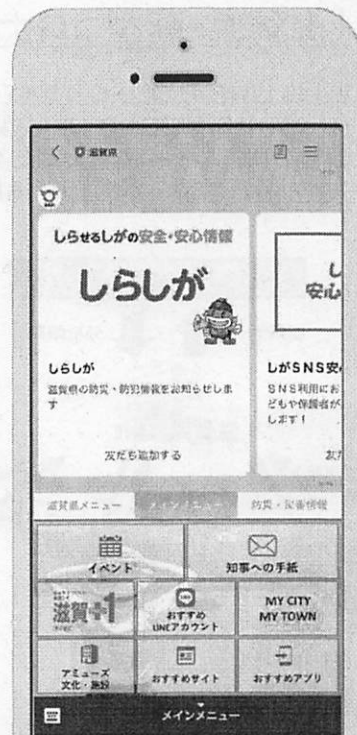 滋賀県
しらせるしがの安全・安心情報
しらしが
しらしが
滋賀県の防災・防犯情報をお知らせしま
す
友だち追加する
し
安心
しがSNS安
SNS利用にお
どもや保護者が
します！
友
滋賀県メニュー
メインメニュー
防災・災害情報
イベント
知事への手紙
滋賀+1
おすすめ
LINEアカウント
MY CITY
MY TOWN
アミューズ
文化・施設
おすすめサイト
おすすめアプリ
メインメニュー